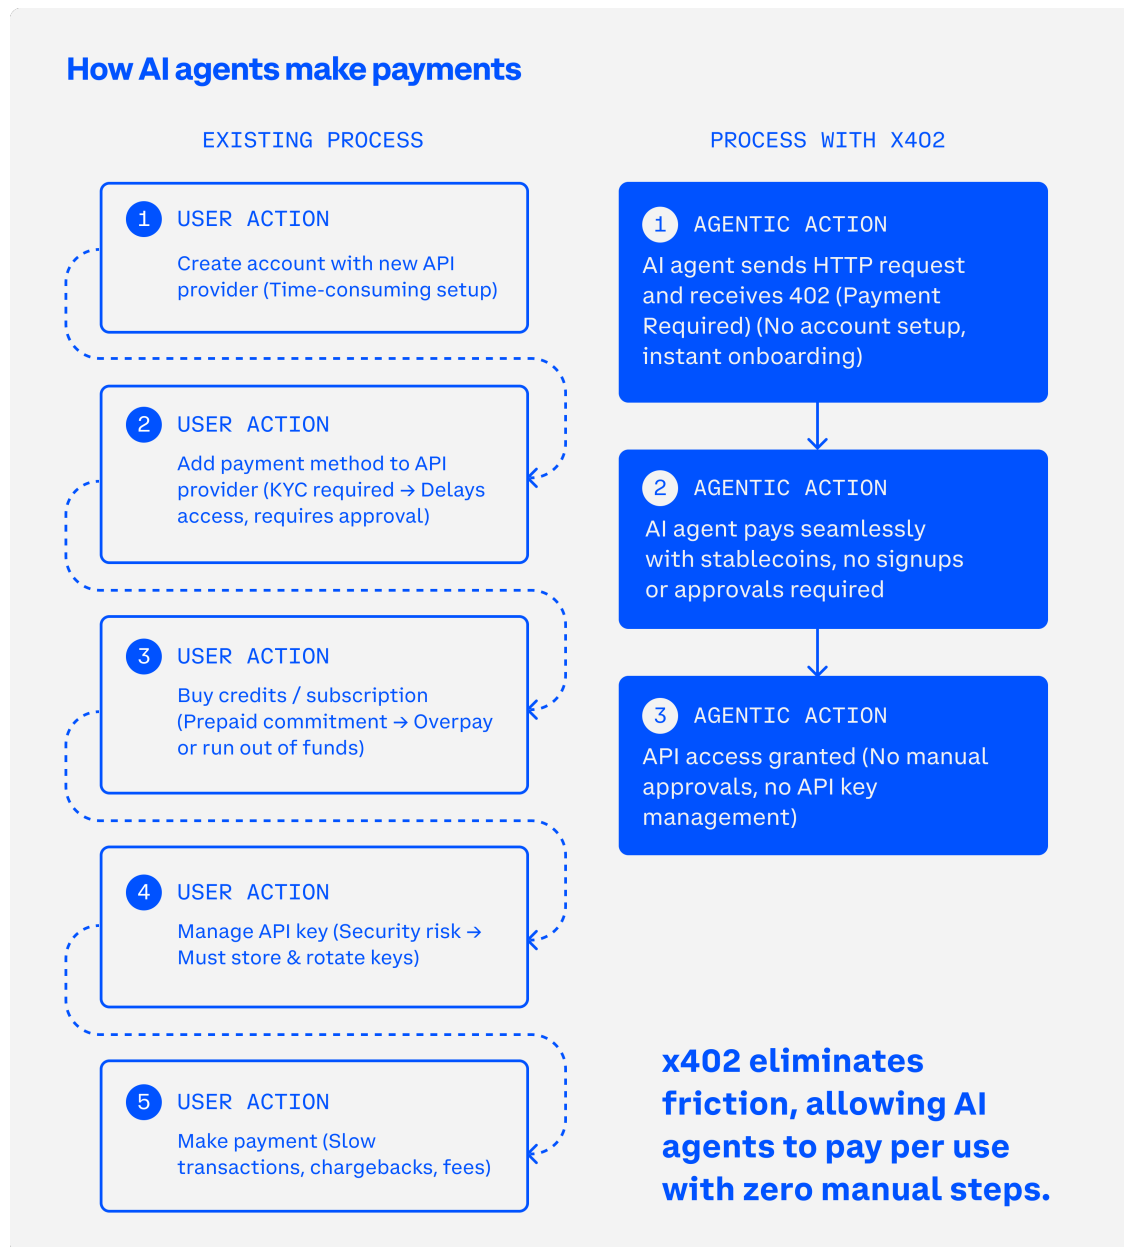 How AI agents make payments
EXISTING PROCESS
1 USER ACTION
Create account with new API
provider (Time-consuming setup)
2 USER ACTION
Add payment method to API
provider (KYC required → Delays
access, requires approval)
3 USER ACTION
Buy credits / subscription
(Prepaid commitment → Overpay
or run out of funds)
4 USER ACTION
Manage API key (Security risk →
Must store & rotate keys)
5 USER ACTION
Make payment (Slow
transactions, chargebacks, fees)
PROCESS WITH X402
1 AGENTIC ACTION
AI agent sends HTTP request
and receives 402 (Payment
Required) (No account setup,
instant onboarding)
2 AGENTIC ACTION
AI agent pays seamlessly
with stablecoins, no signups
or approvals required
3 AGENTIC ACTION
API access granted (No manual
approvals, no API key
management)
x402 eliminates
friction, allowing AI
agents to pay per use
with zero manual steps.